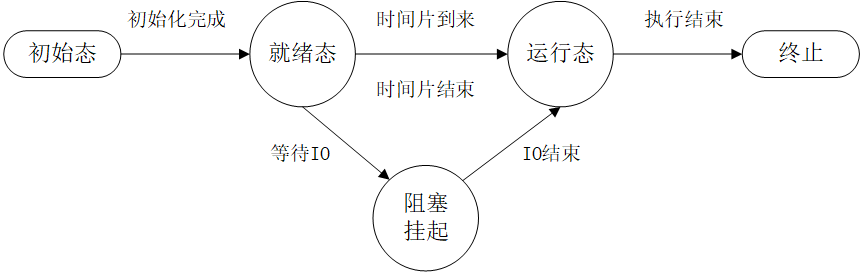 初始化完成
时间片到来
执行结束
初始态
就绪态
运行态
终止
时间片结束
等待IO
IO结束
阻塞
挂起